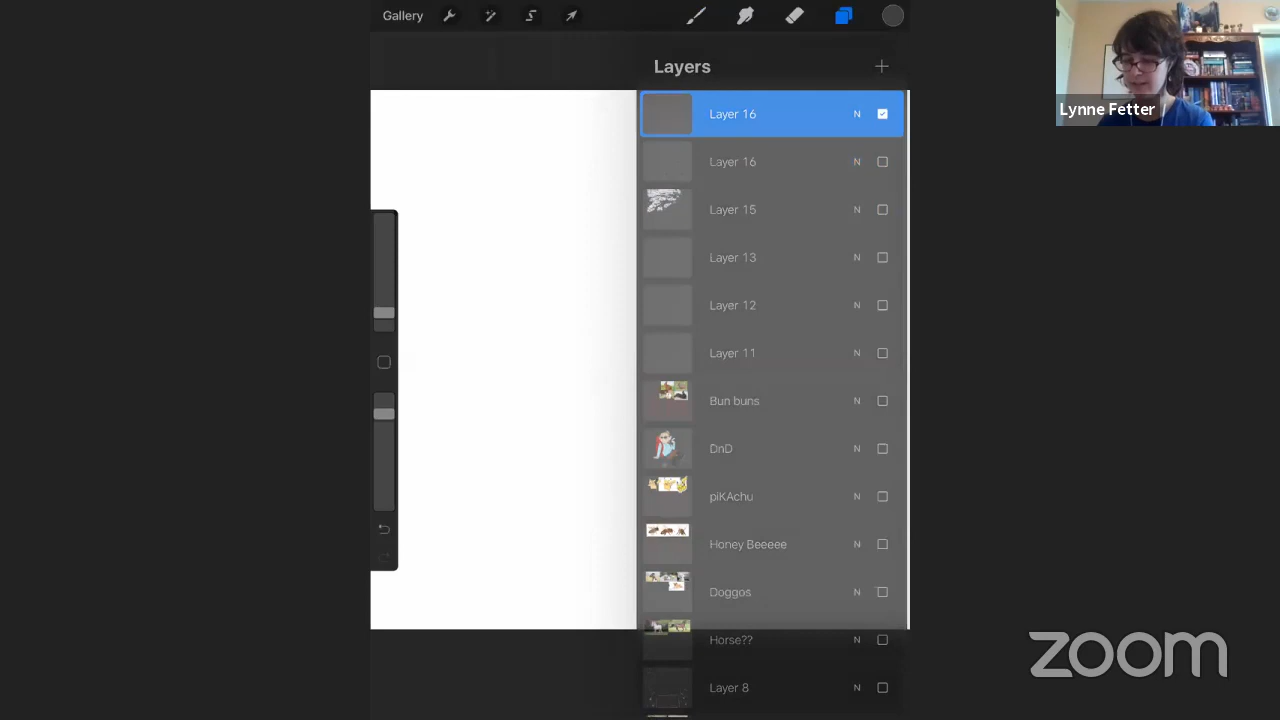 Gallery
Lynne Fetter
Layers
Layer 16 N
Layer 16 N
Layer 15 N
Layer 13 N
Layer 12 N
Layer 11 N
Bun buns N
DnD N
piKAchu N
Honey Beeeee N
Doggos N
Horse?? N
Layer 8 N
zoom